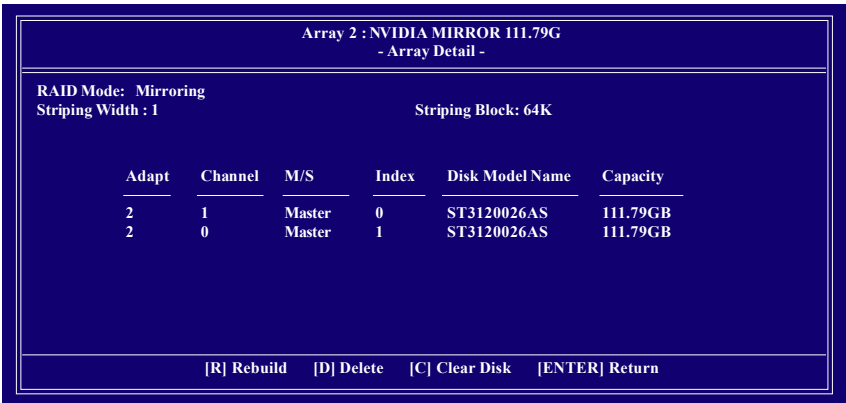 Array 2 : NVIDIA MIRROR 111.79G
- Array Detail -
RAID Mode: Mirroring
Striping Width : 1 Striping Block: 64K
Adapt Channel M/S Index Disk Model Name Capacity
2 1 Master 0 ST3120026AS 111.79GB
2 0 Master 1 ST3120026AS 111.79GB
[R] Rebuild [D] Delete [C] Clear Disk [ENTER] Return